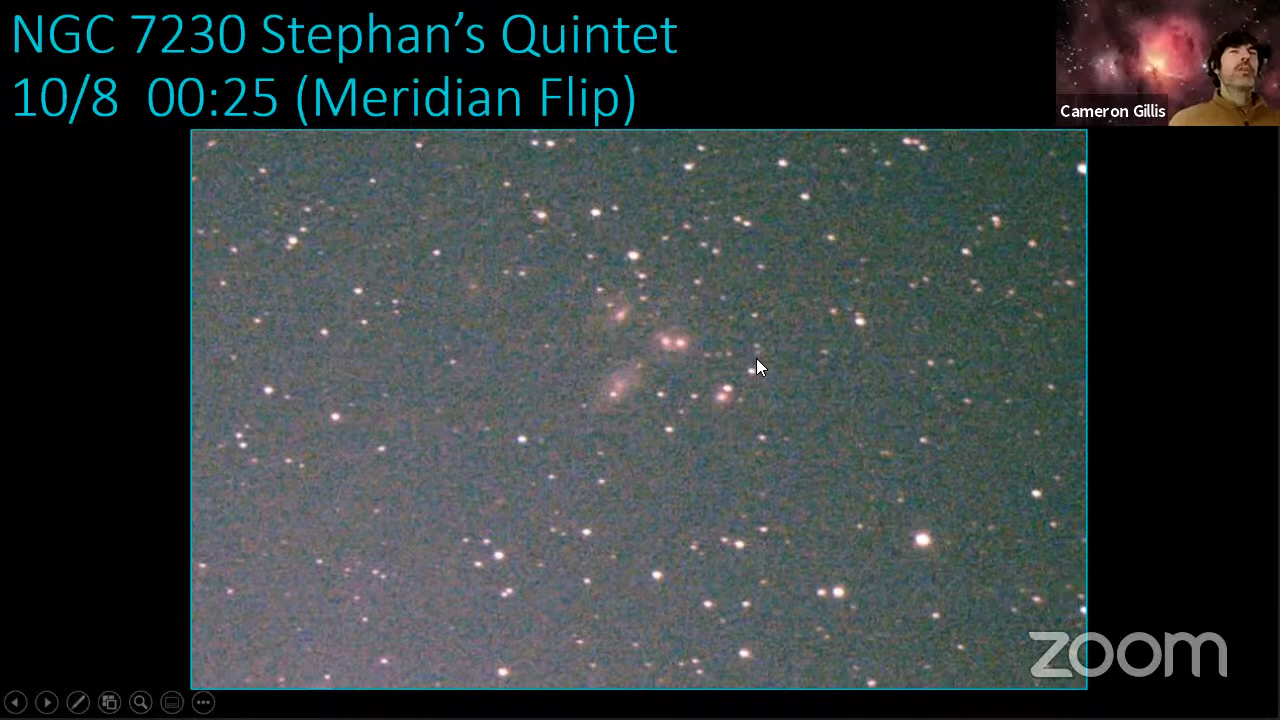 NGC 7230 Stephan’s Quintet
10/8  00:25 (Meridian Flip)
Cameron Gillis
zoom